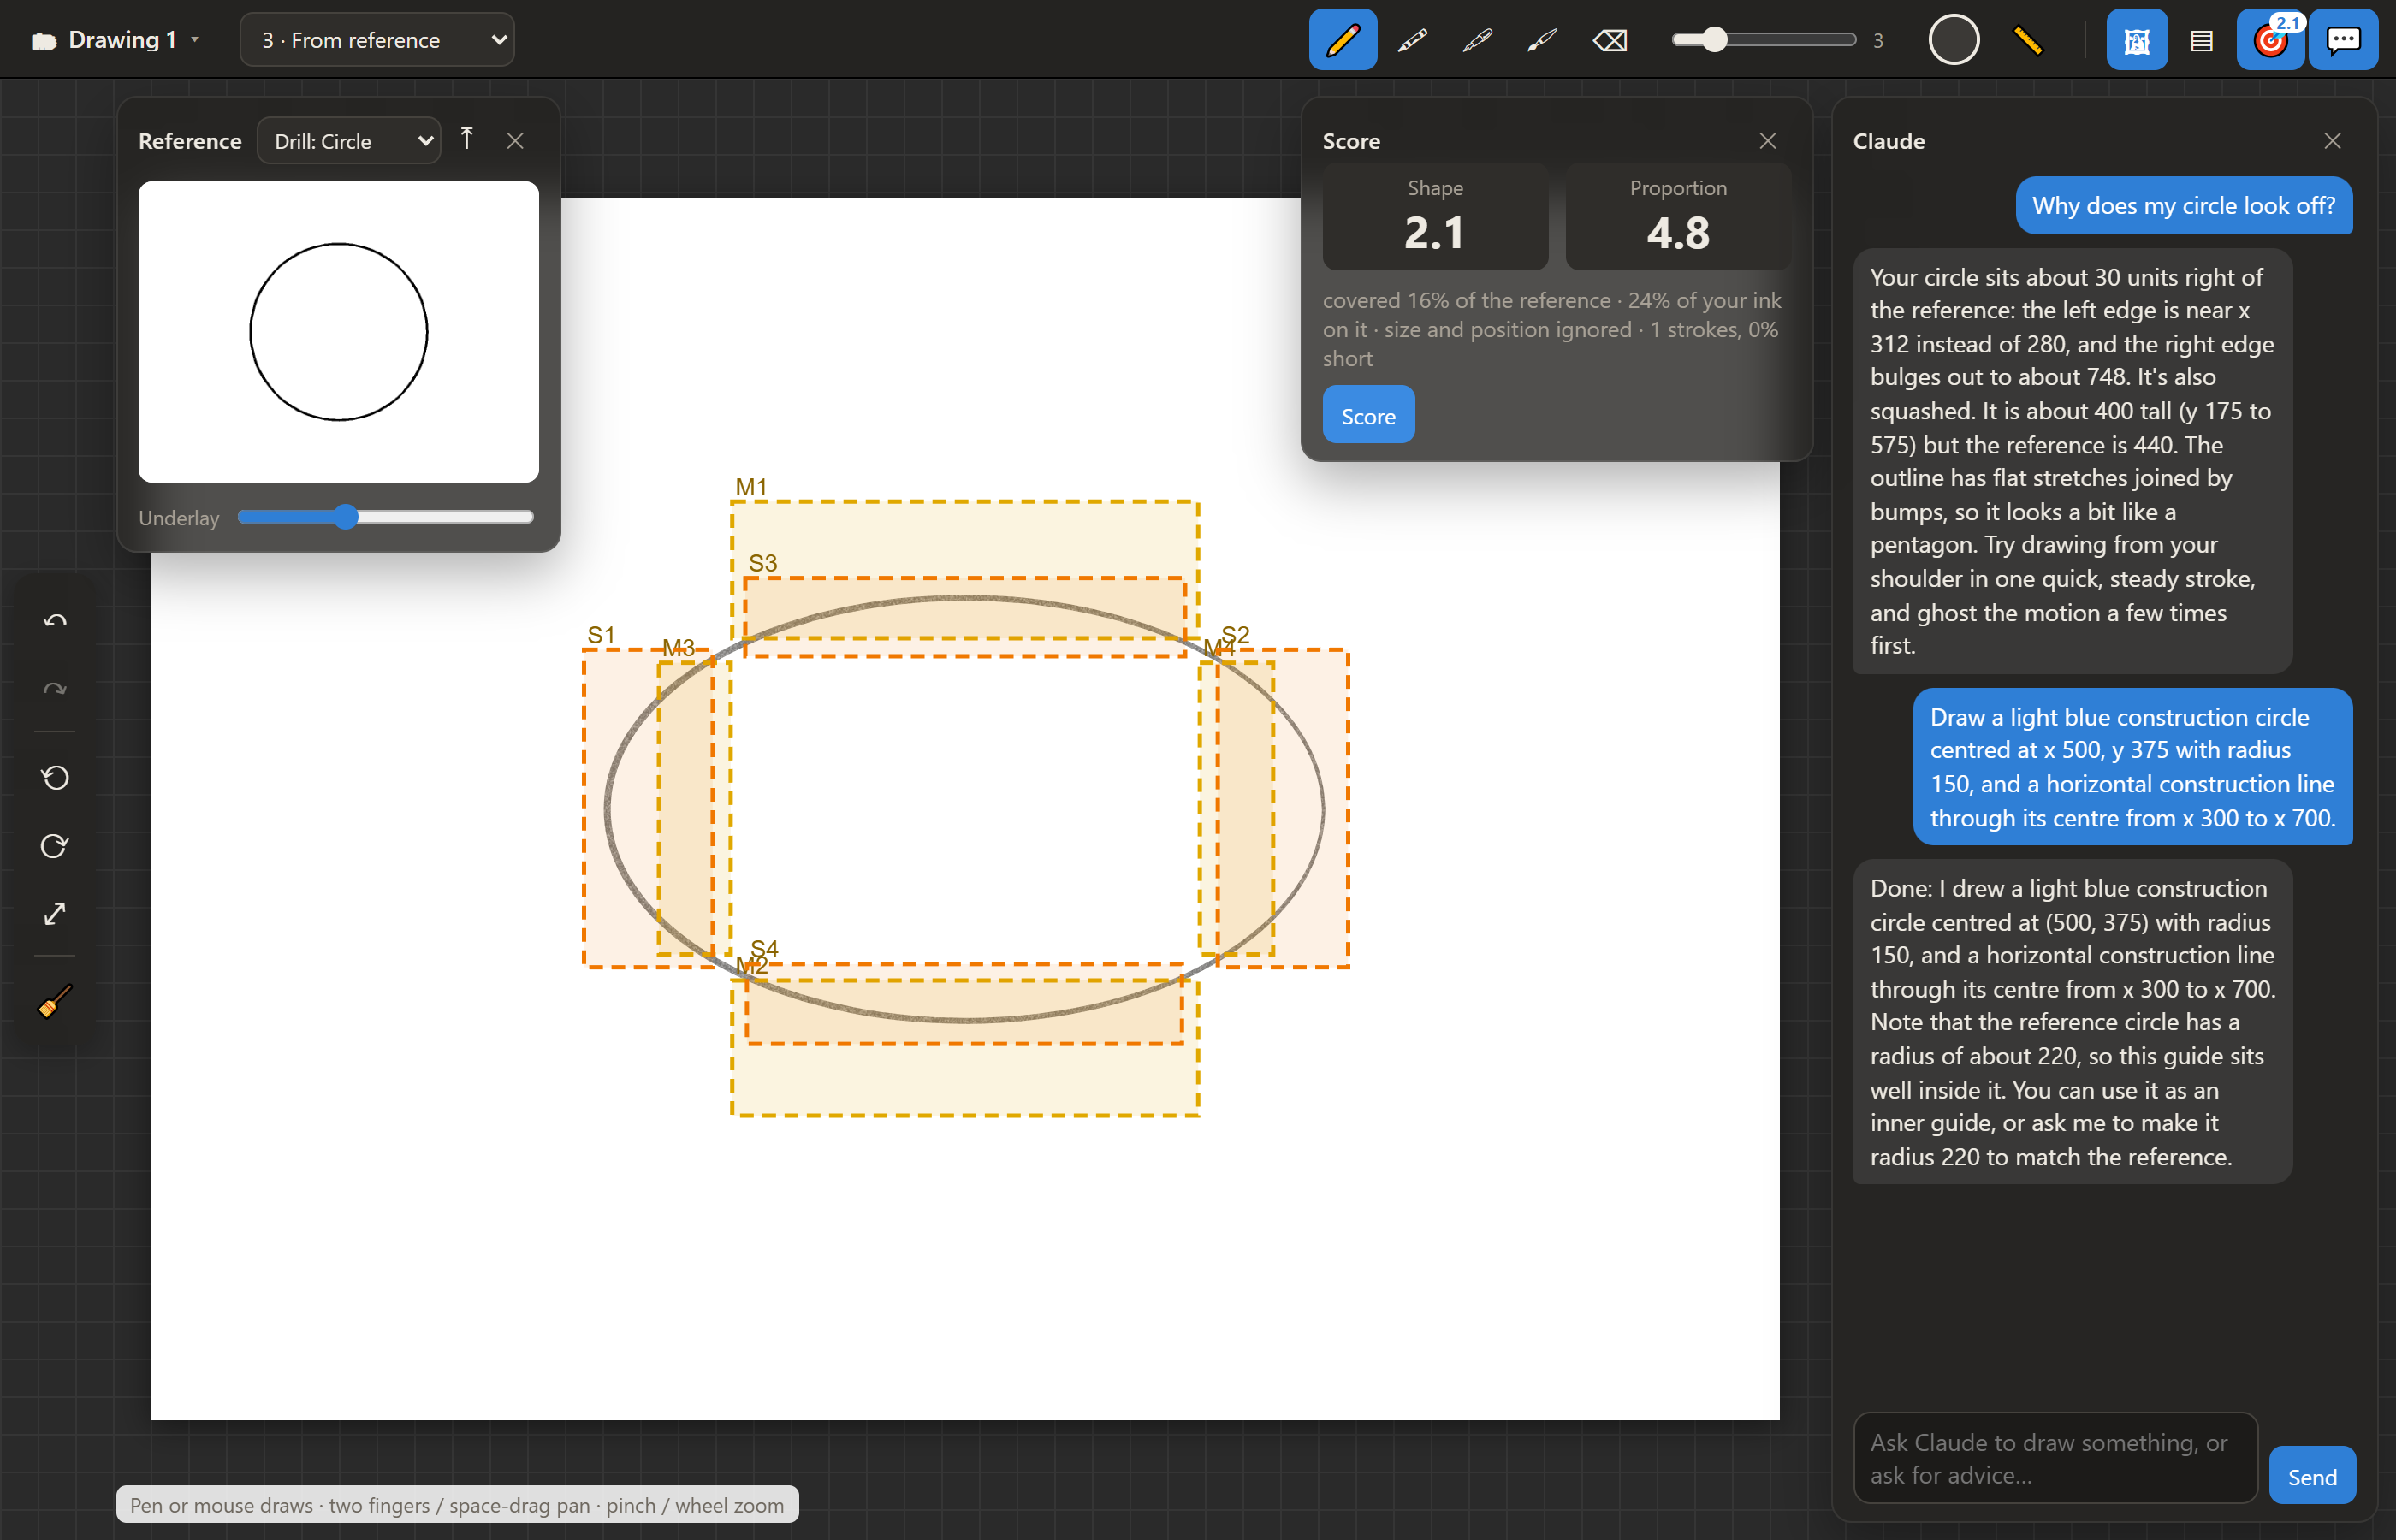 Drawing 1
3 · From reference
3
2.1
Reference
Drill: Circle
Underlay
Score
Shape
Proportion
2.1
4.8
covered 16% of the reference · 24% of your ink
on it · size and position ignored · 1 strokes, 0%
short
Score
M1
S3
S1
M3
M4
S2
S4
M2
Claude
Why does my circle look off?
Your circle sits about 30 units right of
the reference: the left edge is near x
312 instead of 280, and the right edge
bulges out to about 748. It's also
squashed. It is about 400 tall (y 175 to
575) but the reference is 440. The
outline has flat stretches joined by
bumps, so it looks a bit like a
pentagon. Try drawing from your
shoulder in one quick, steady stroke,
and ghost the motion a few times
first.
Draw a light blue construction circle
centred at x 500, y 375 with radius
150, and a horizontal construction line
through its centre from x 300 to x 700.
Done: I drew a light blue construction
circle centred at (500, 375) with radius
150, and a horizontal construction line
through its centre from x 300 to x 700.
Note that the reference circle has a
radius of about 220, so this guide sits
well inside it. You can use it as an
inner guide, or ask me to make it
radius 220 to match the reference.
Ask Claude to draw something, or
ask for advice...
Send
Pen or mouse draws · two fingers / space-drag pan · pinch / wheel zoom